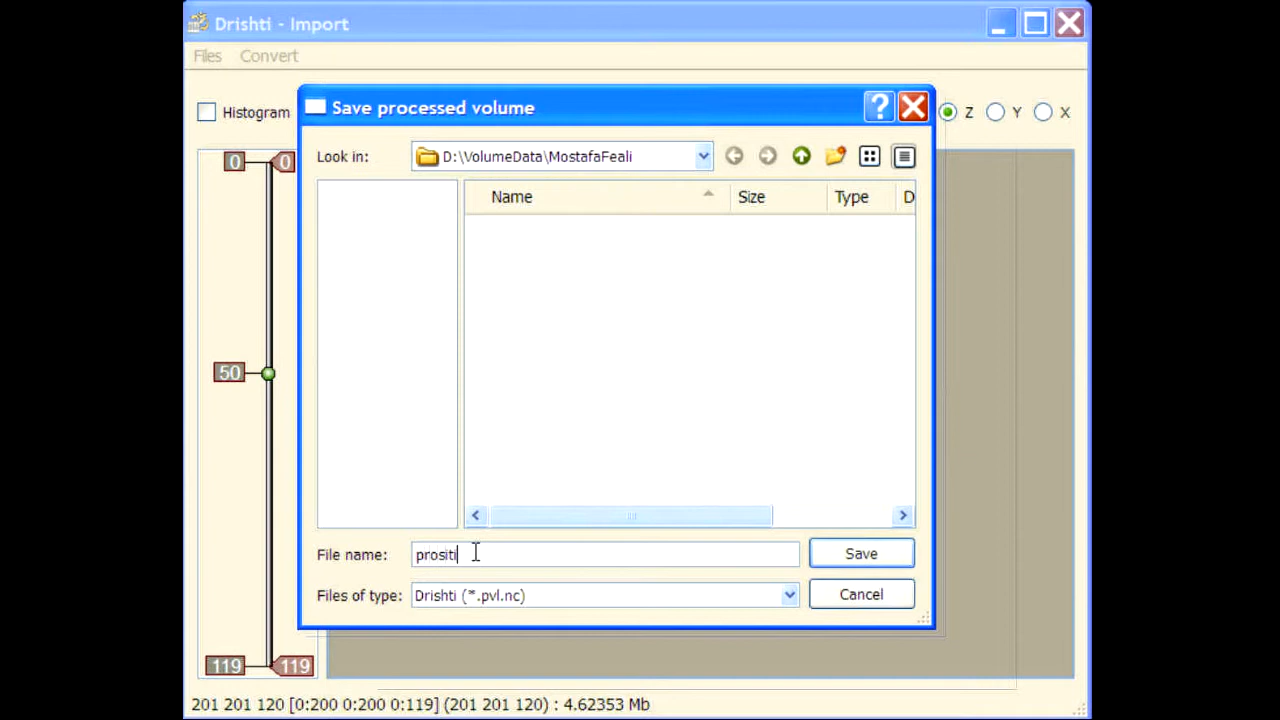 Drishti - Import
Files Convert
Histogram
Z Y X
0 0
50
119 119
Save processed volume
Look in: D:\VolumeData\MostafaFeali
Name Size Type D
File name: prositi
Save
Files of type: Drishti (*.pvl.nc)
Cancel
201 201 120 [0:200 0:200 0:119] (201 201 120) : 4.62353 Mb